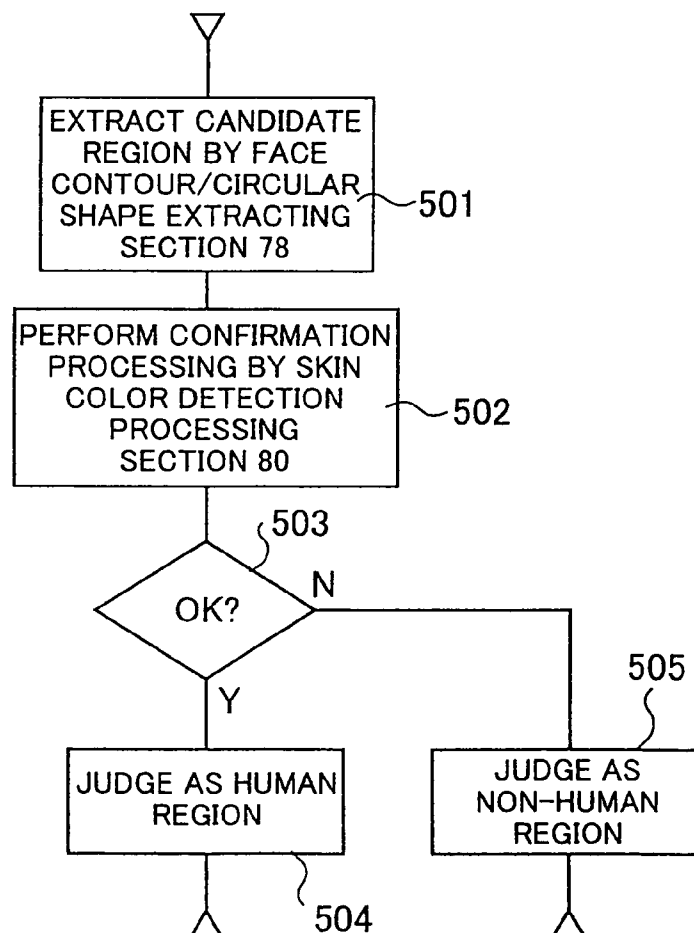 EXTRACT CANDIDATE
REGION BY FACE
CONTOUR/CIRCULAR
SHAPE EXTRACTING
SECTION 78
501
PERFORM CONFIRMATION
PROCESSING BY SKIN
COLOR DETECTION
PROCESSING
SECTION 80
502
503
OK?
N
Y
505
JUDGE AS HUMAN
REGION
504
JUDGE AS
NON-HUMAN
REGION